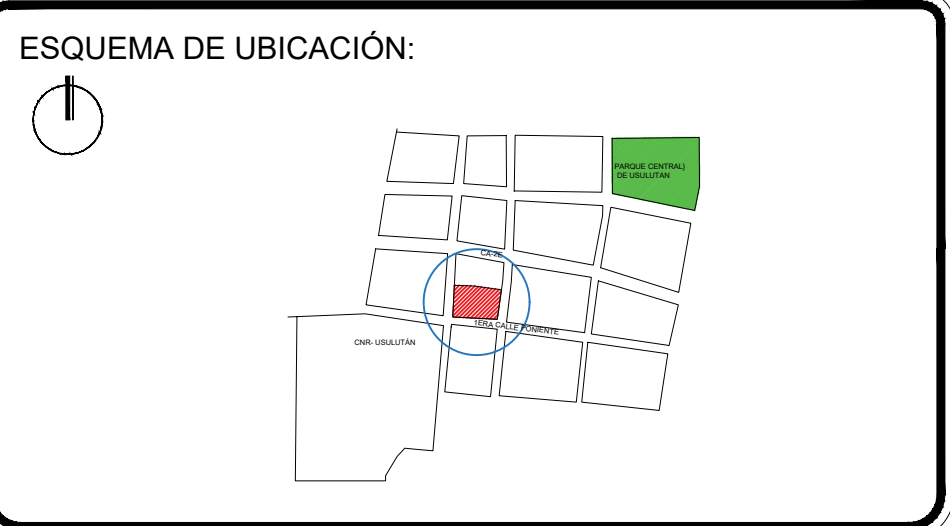 ESQUEMA DE UBICACIÓN:
PARQUE CENTRAL)
DE USULUTAN
CA-2E
1ERA CALLE PONIENTE
CNR- USULUTÁN